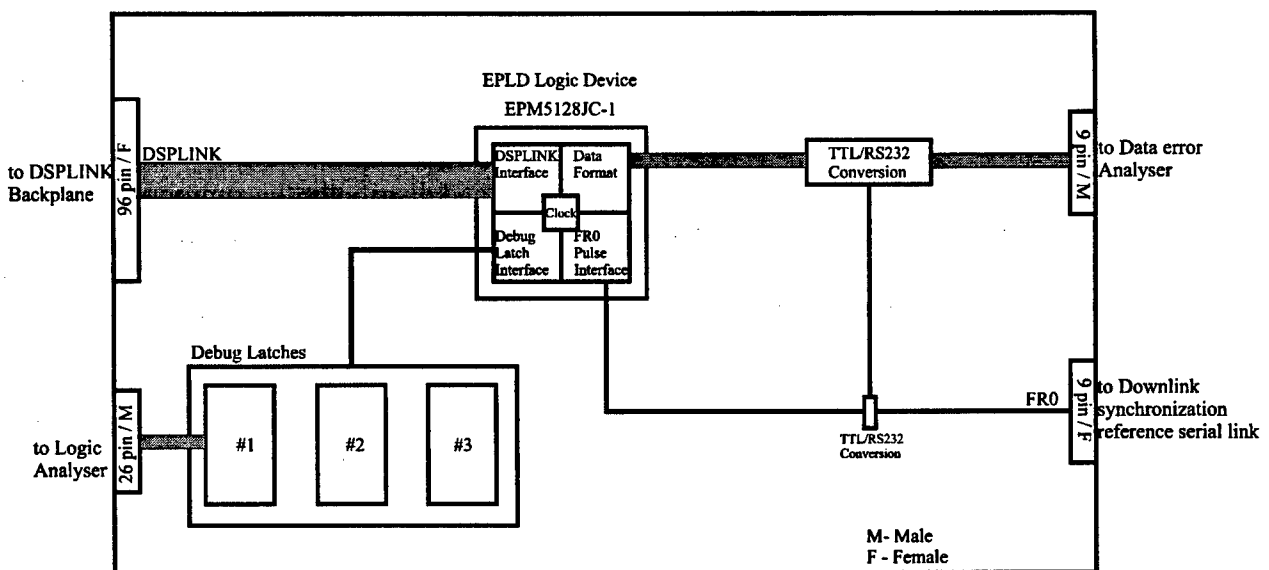 EPLD Logic Device
EPM5128JC-1
to DSPLINK
Backplane
96 pin / F
DSPLINK
DSPLINK
Interface
Data
Format
Clock
Debug
Latch
Interface
FR0
Pulse
Interface
TTL/RS232
Conversion
9 pin / M
to Data error
Analyser
Debug Latches
#1
#2
#3
to Logic
Analyser
26 pin / M
TTL/RS232
Conversion
FR0
9 pin / F
to Downlink
synchronization
reference serial link
M- Male
F - Female